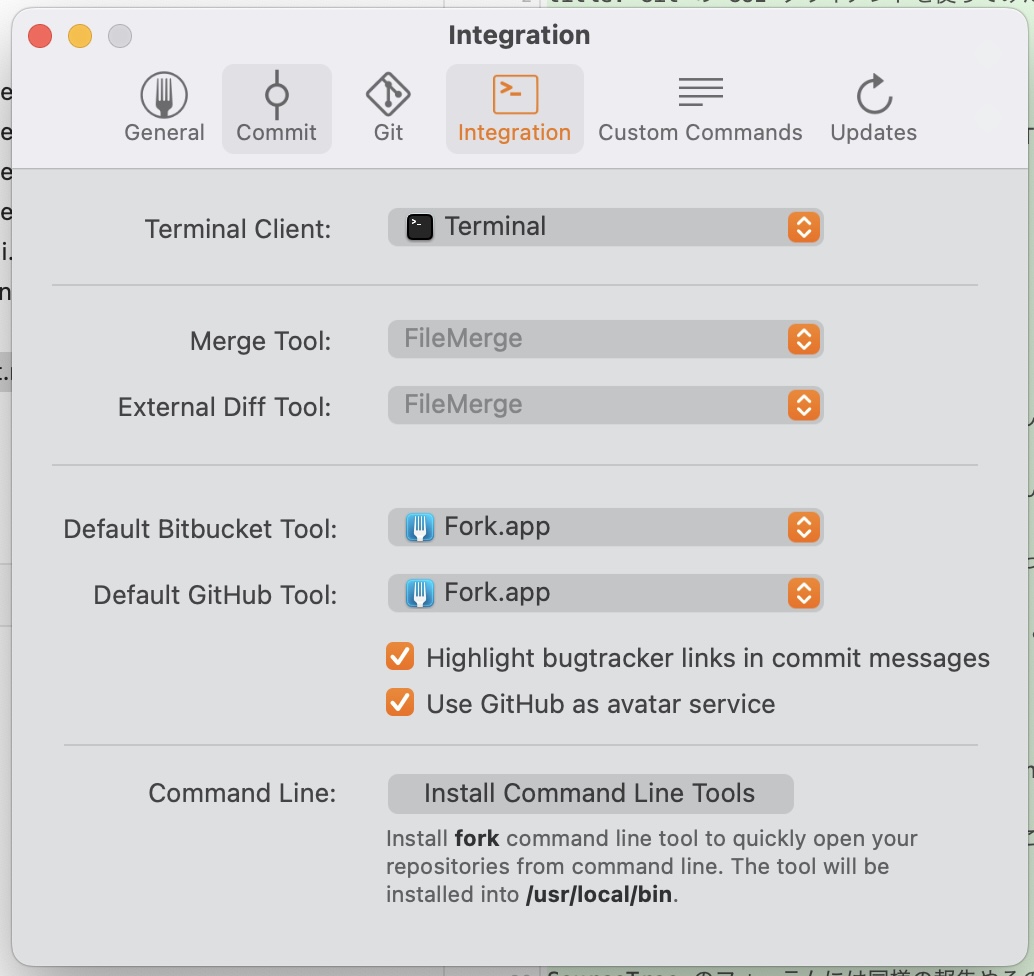 Integration
General
Commit
Git
Integration
Custom Commands
Updates
Terminal Client:
Terminal
Merge Tool:
FileMerge
External Diff Tool:
FileMerge
Default Bitbucket Tool:
Fork.app
Default GitHub Tool:
Fork.app
Highlight bugtracker links in commit messages
Use GitHub as avatar service
Command Line:
Install Command Line Tools
Install fork command line tool to quickly open your
repositories from command line. The tool will be
installed into /usr/local/bin.